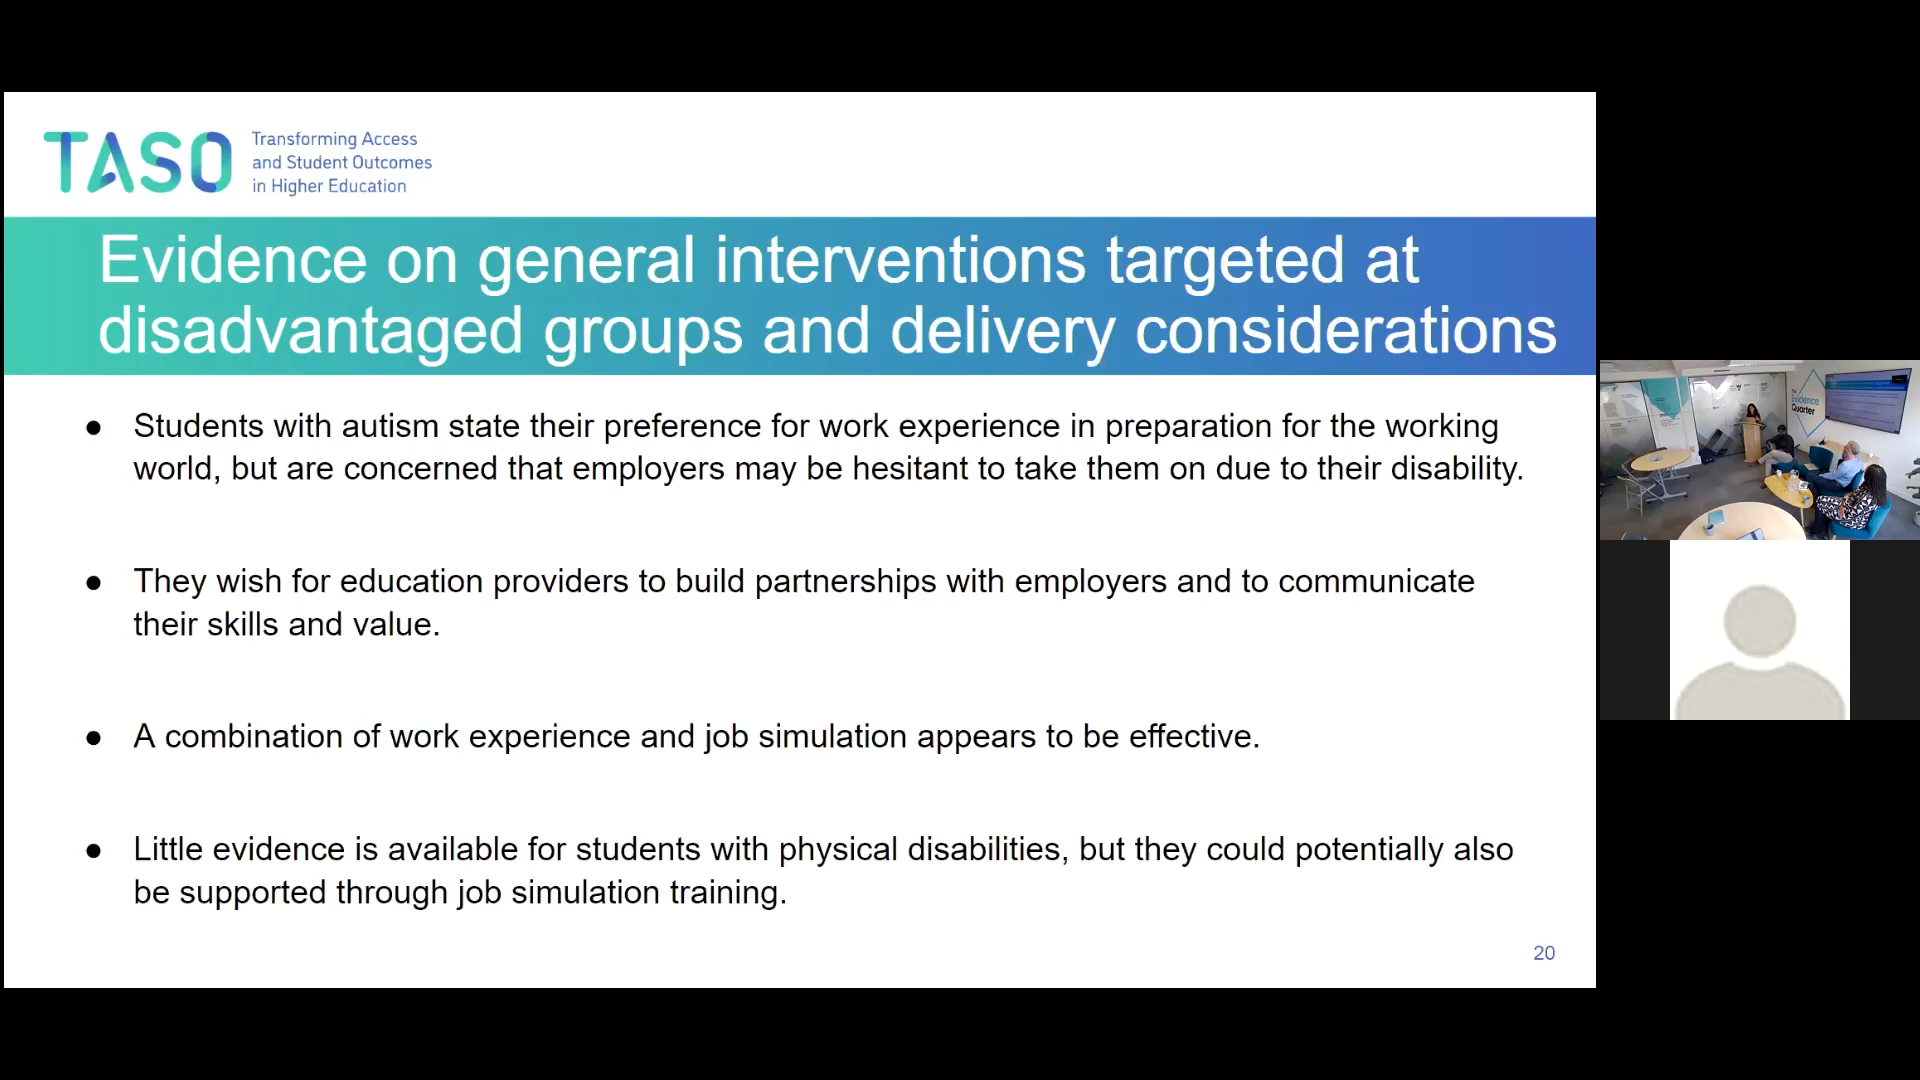 TASO
Transforming Access
and Student Outcomes
in Higher Education
Evidence on general interventions targeted at
disadvantaged groups and delivery considerations
● Students with autism state their preference for work experience in preparation for the working
world, but are concerned that employers may be hesitant to take them on due to their disability.
● They wish for education providers to build partnerships with employers and to communicate
their skills and value.
● A combination of work experience and job simulation appears to be effective.
● Little evidence is available for students with physical disabilities, but they could potentially also
be supported through job simulation training.
20
Evidence
Quarter